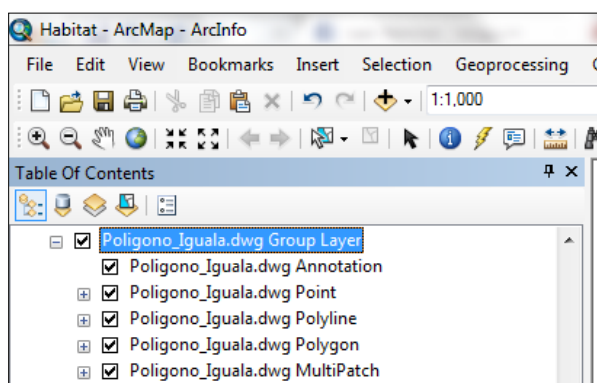 Habitat - ArcMap - ArcInfo
File Edit View Bookmarks Insert Selection Geoprocessing
1:1,000
Table Of Contents
Poligono_Iguala.dwg Group Layer
Poligono_Iguala.dwg Annotation
Poligono_Iguala.dwg Point
Poligono_Iguala.dwg Polyline
Poligono_Iguala.dwg Polygon
Poligono_Iguala.dwg MultiPatch